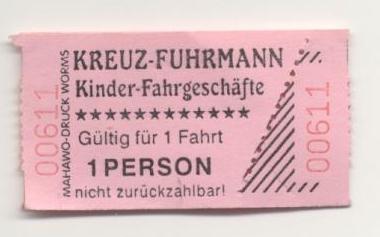 KREUZ-FUHRMANN
Kinder-Fahrgeschäfte
★★★★★★★★★★★★
Gültig für 1 Fahrt
1 PERSON
nicht zurückzahlbar!
00611
MAHAWO-DRUCK WORMS
00611